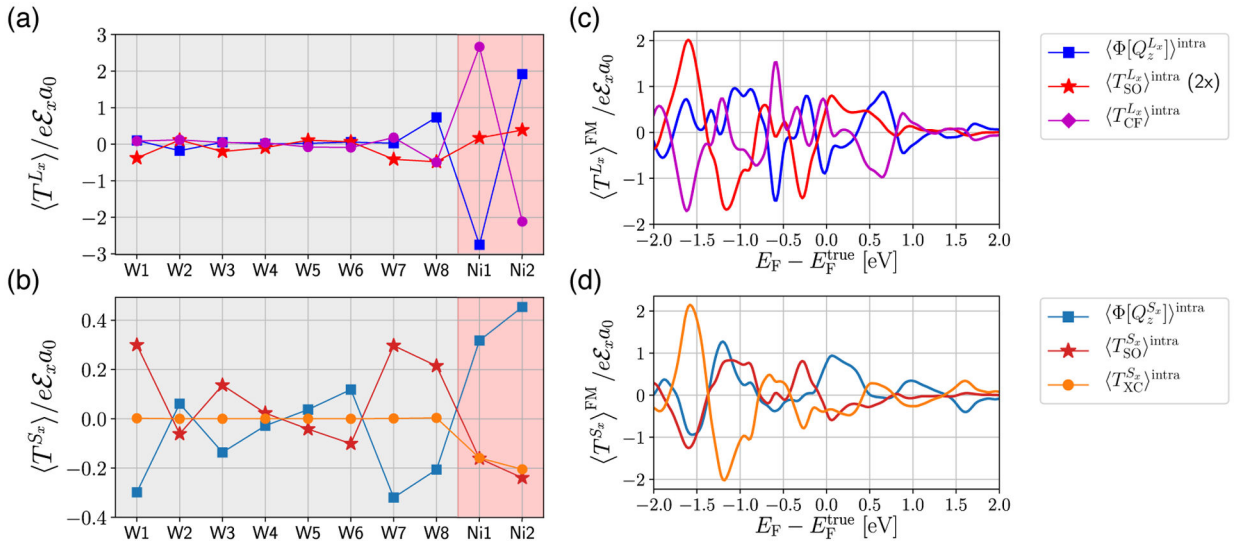 (a)
⟨T^{L_x}⟩/eℰ_x a_0
3
2
1
0
−1
−2
−3
W1 W2 W3 W4 W5 W6 W7 W8 Ni1 Ni2
(b)
⟨T^{S_x}⟩/eℰ_x a_0
0.4
0.2
0.0
−0.2
−0.4
W1 W2 W3 W4 W5 W6 W7 W8 Ni1 Ni2
(c)
⟨T^{L_x}⟩^{FM}/eℰ_x a_0
2
1
0
−1
−2
−2.0 −1.5 −1.0 −0.5 0.0 0.5 1.0 1.5 2.0
E_F − E_F^{true} [eV]
⟨Φ[Q_z^{L_x}]⟩^{intra}
⟨T_{SO}^{L_x}⟩^{intra} (2x)
⟨T_{CF}^{L_x}⟩^{intra}
(d)
⟨T^{S_x}⟩^{FM}/eℰ_x a_0
2
1
0
−1
−2
−2.0 −1.5 −1.0 −0.5 0.0 0.5 1.0 1.5 2.0
E_F − E_F^{true} [eV]
⟨Φ[Q_z^{S_x}]⟩^{intra}
⟨T_{SO}^{S_x}⟩^{intra}
⟨T_{XC}^{S_x}⟩^{intra}